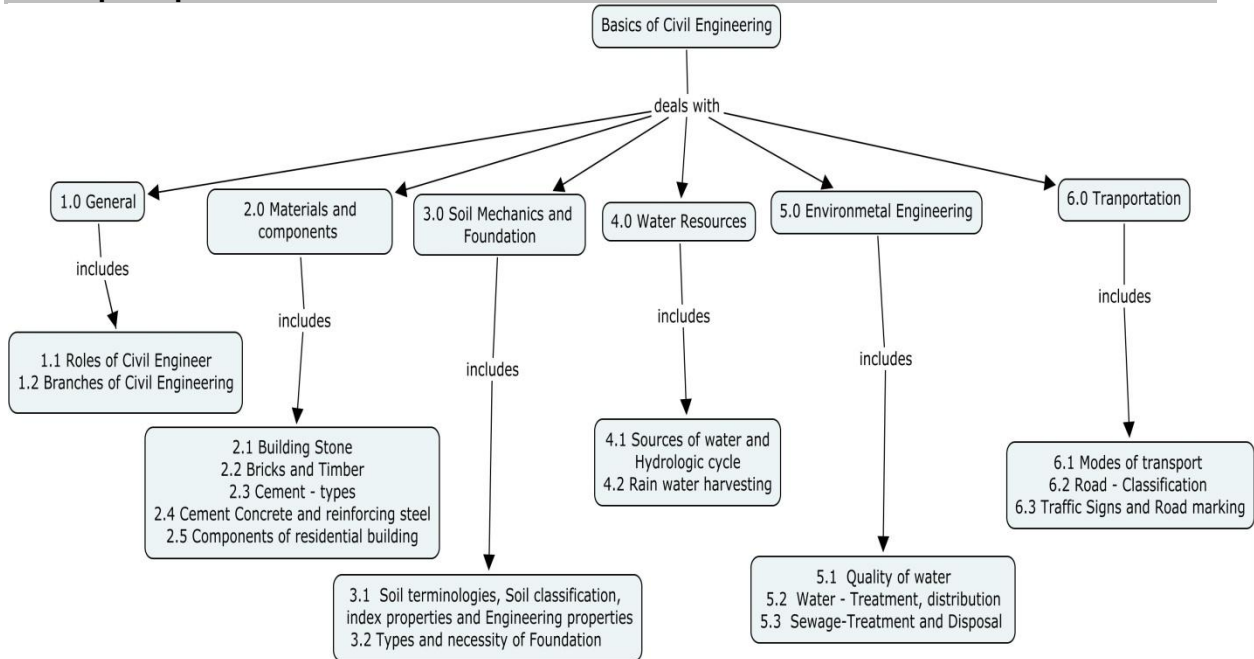 Basics of Civil Engineering
deals with
1.0 General
2.0 Materials and
components
3.0 Soil Mechanics and
Foundation
4.0 Water Resources
5.0 Environmetal Engineering
6.0 Tranportation
includes
includes
includes
includes
includes
includes
1.1 Roles of Civil Engineer
1.2 Branches of Civil Engineering
2.1 Building Stone
2.2 Bricks and Timber
2.3 Cement - types
2.4 Cement Concrete and reinforcing steel
2.5 Components of residential building
3.1 Soil terminologies, Soil classification,
index properties and Engineering properties
3.2 Types and necessity of Foundation
4.1 Sources of water and
Hydrologic cycle
4.2 Rain water harvesting
5.1 Quality of water
5.2 Water - Treatment, distribution
5.3 Sewage-Treatment and Disposal
6.1 Modes of transport
6.2 Road - Classification
6.3 Traffic Signs and Road marking